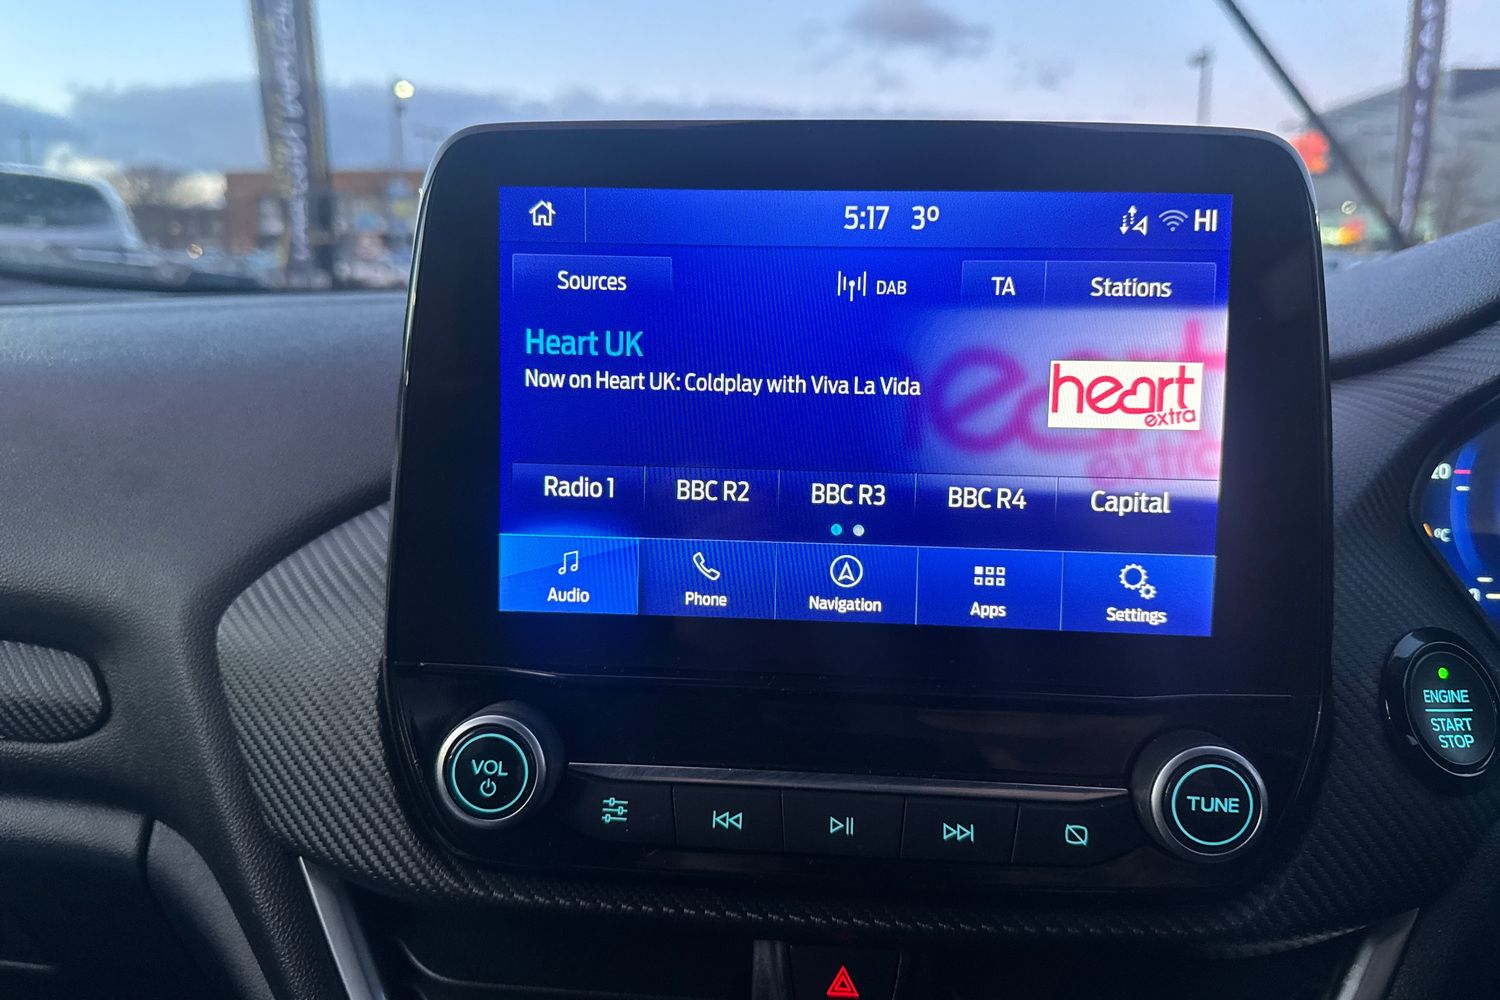 5:17 3º HI
Sources DAB TA Stations
Heart UK
Now on Heart UK: Coldplay with Viva La Vida
heart
extra
Radio 1 BBC R2 BBC R3 BBC R4 Capital
Audio Phone Navigation Apps Settings
VOL
TUNE
ENGINE
START
STOP
°C